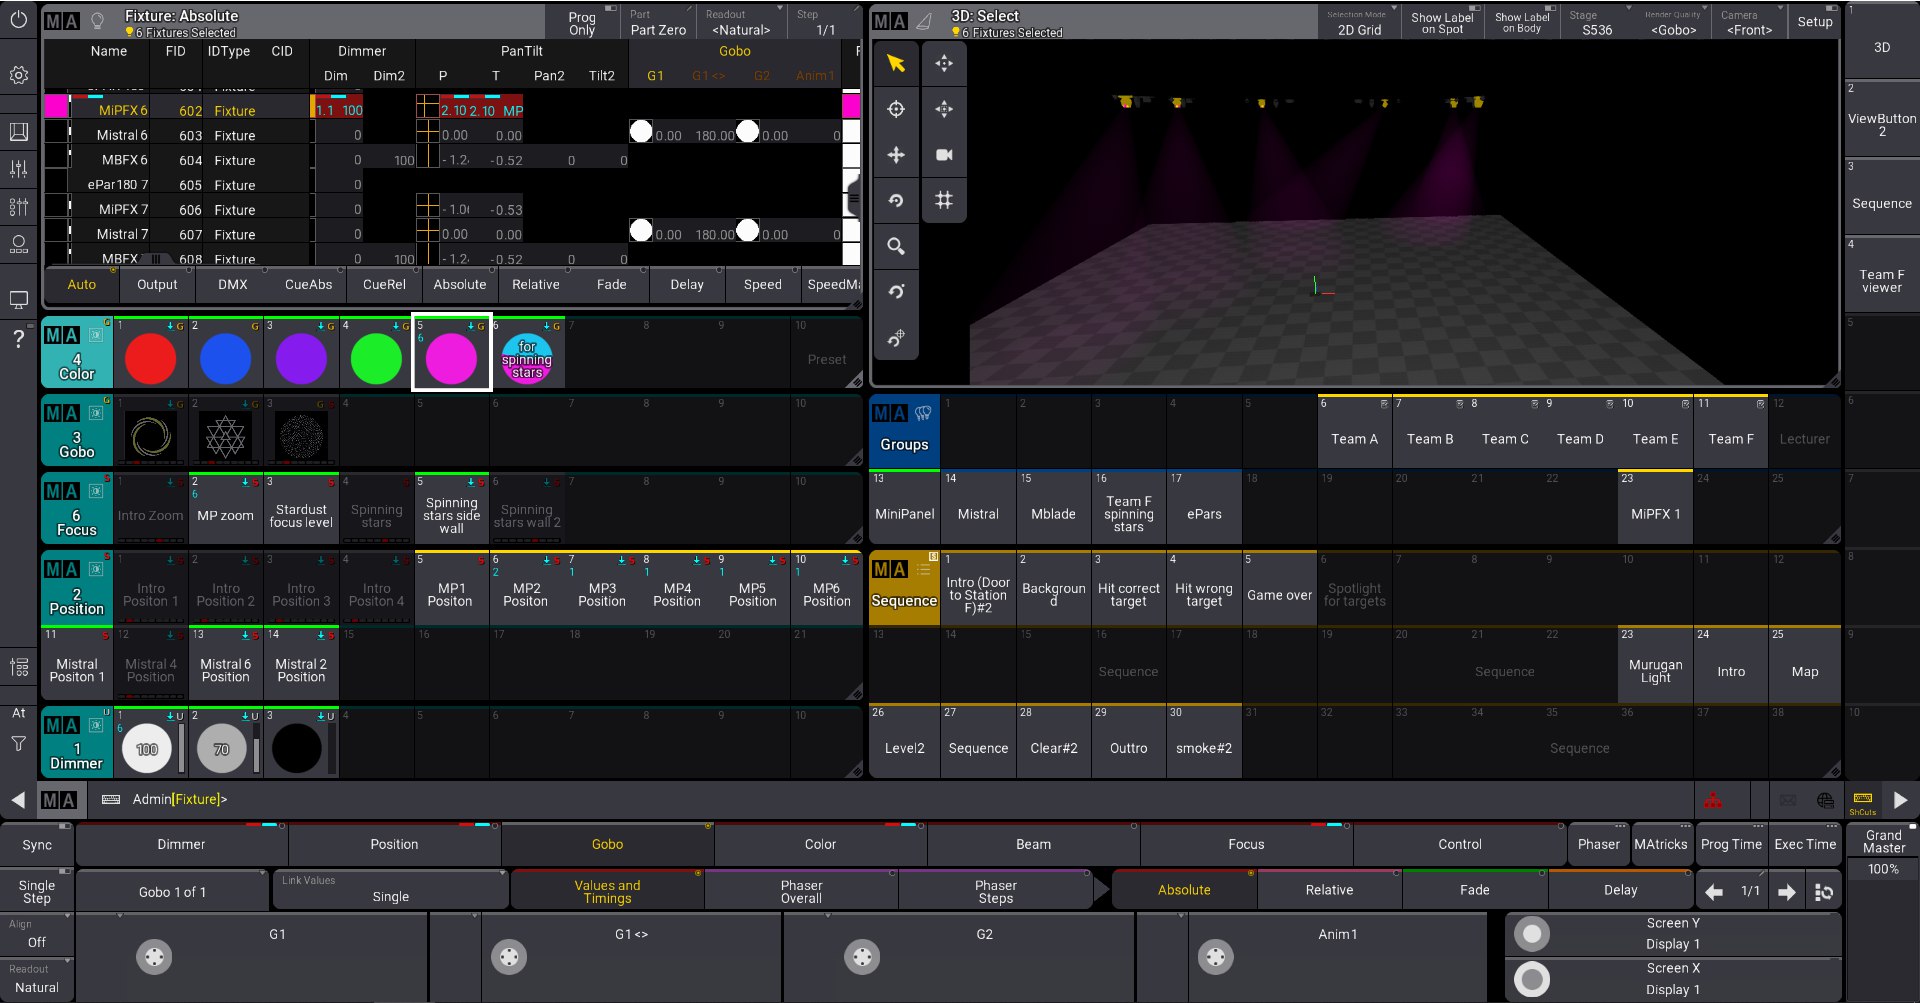 MA
Fixture: Absolute
6 Fixtures Selected
Prog Only
Part
Part Zero
Readout
<Natural>
Step
1/1
Name FID IDType CID Dimmer PanTilt Gobo
Dim Dim2 P T Pan2 Tilt2 G1 G1 <> G2 Anim1
MiPFX 6 602 Fixture 1.1 100 2.10 2.10 MP
Mistral 6 603 Fixture 0 0.00 0.00 0.00 180.00 0.00 0
MBFX 6 604 Fixture 0 100 -0.52 0 0
ePar180 7 605 Fixture 0
MiPFX 7 606 Fixture 0 -0.53
Mistral 7 607 Fixture 0 0.00 0.00 0.00 180.00 0.00 0
MBFX 608 Fixture 0 100 -0.52 0 0
Auto Output DMX CueAbs CueRel Absolute Relative Fade Delay Speed SpeedMa
MA
3D: Select
6 Fixtures Selected
Selection Mode
2D Grid
Show Label on Spot
Show Label on Body
Stage
S536
Render Quality
<Gobo>
Camera
<Front>
Setup
1
3D
2
ViewButton 2
3
Sequence
4
Team F viewer
5
6
7
8
9
10
MA
4
Color
1 G
2 G
3 G
4 G
5 G
6
6 G
for spinning stars
7 8 9 10
Preset
MA
3
Gobo
1 G 2 G 3 G S 4 5 6 7 8 9 10
MA
6
Focus
1 Intro Zoom
2 6 MP zoom
3 Stardust focus level
4 Spinning stars
5 Spinning stars side wall
6 Spinning stars wall 2
7 8 9 10
MA
2
Position
1 Intro Positon 1
2 Intro Positon 2
3 Intro Positon 3
4 Intro Positon 4
5 MP1 Positon
6 2 MP2 Positon
7 1 MP3 Position
8 1 MP4 Position
9 1 MP5 Position
10 1 MP6 Position
11 Mistral Positon 1
12 Mistral 4 Position
13 Mistral 6 Position
14 Mistral 2 Position
15 16 17 18 19 20 21
MA
1
Dimmer
1 U 6 100
2 U 70
3 U
4 5 6 7 8 9 10
MA
Groups
1 2 3 4 5
6 Team A
7 Team B
8 Team C
9 Team D
10 Team E
11 Team F
12 Lecturer
13 MiniPanel
14 Mistral
15 Mblade
16 Team F spinning stars
17 ePars
18 19 20 21 22
23 MiPFX 1
24 25
MA
Sequence
1 Intro (Door to Station F)#2
2 Background
3 Hit correct target
4 Hit wrong target
5 Game over
6 Spotlight for targets
7 8 9 10 11 12
13 14 15 16 17 18 19 20 21 22
Sequence
Sequence
23 Murugan Light
24 Intro
25 Map
26 Level2
27 Sequence
28 Clear#2
29 Outtro
30 smoke#2
31 32 33 34 35 36 37 38
Sequence
?
At
MA
Admin[Fixture]>
ShCuts
Sync Dimmer Position Gobo Color Beam Focus Control Phaser MAtricks Prog Time Exec Time
Grand Master
100%
Single Step
Gobo 1 of 1
Link Values
Single
Values and Timings
Phaser Overall
Phaser Steps
Absolute Relative Fade Delay
1/1
Align
Off
Readout
Natural
G1 G1 <> G2 Anim1
Screen Y
Display 1
Screen X
Display 1